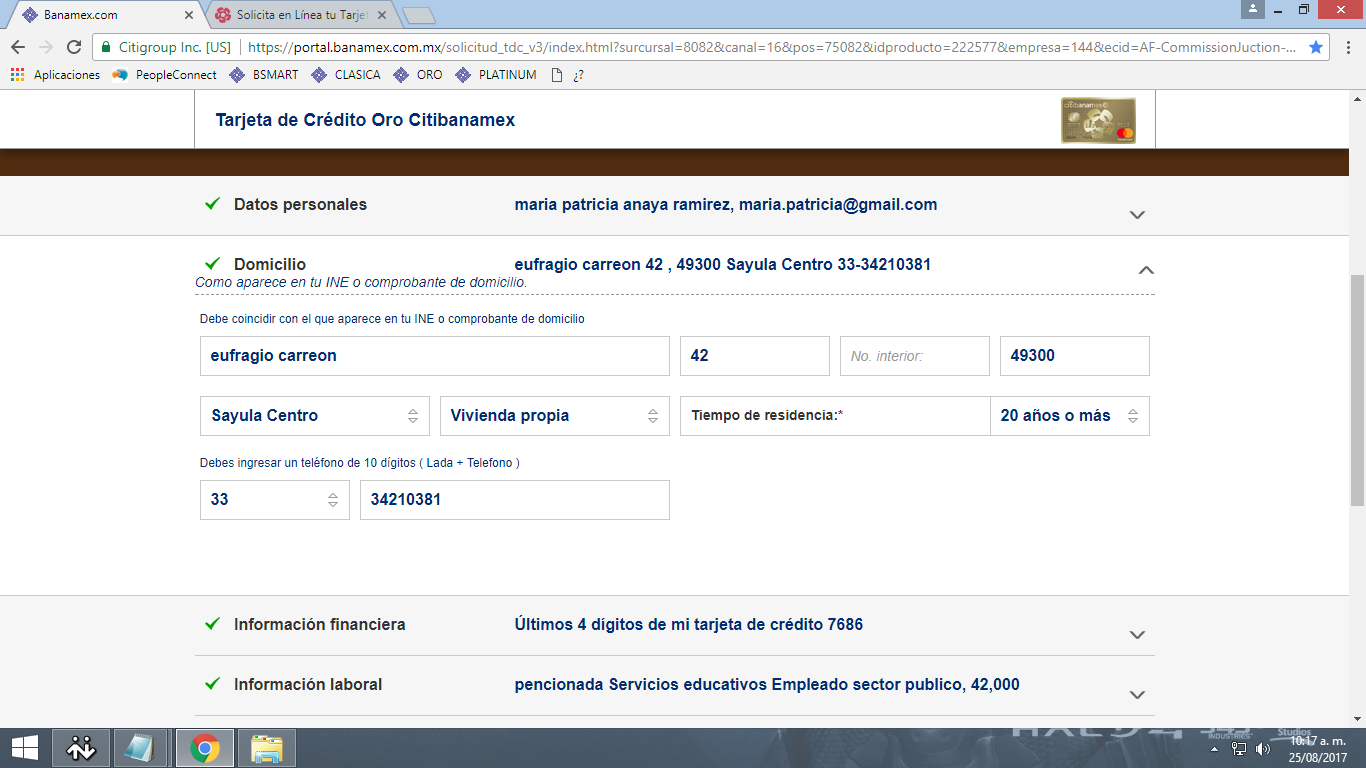 Banamex.com
Solicita en Línea tu Tarje
Citigroup Inc. [US]
https://portal.banamex.com.mx/solicitud_tdc_v3/index.html?sursursal=8082&canal=16&pos=75082&idproducto=222577&empresa=144&ecid=AF-CommissionJuction-...
Aplicaciones PeopleConnect BSMART CLASICA ORO PLATINUM ¿?
Tarjeta de Crédito Oro Citibanamex
Datos personales maria patricia anaya ramirez, maria.patricia@gmail.com
Domicilio eufragio carreon 42 , 49300 Sayula Centro 33-34210381
Como aparece en tu INE o comprobante de domicilio.
Debe coincidir con el que aparece en tu INE o comprobante de domicilio
eufragio carreon 42 No. interior: 49300
Sayula Centro Vivienda propia Tiempo de residencia:* 20 años o más
Debes ingresar un teléfono de 10 dígitos ( Lada + Telefono )
33 34210381
Información financiera Últimos 4 dígitos de mi tarjeta de crédito 7686
Información laboral pencionada Servicios educativos Empleado sector publico, 42,000
343 INDUSTRIES
Studios
10:17 a. m.
25/08/2017